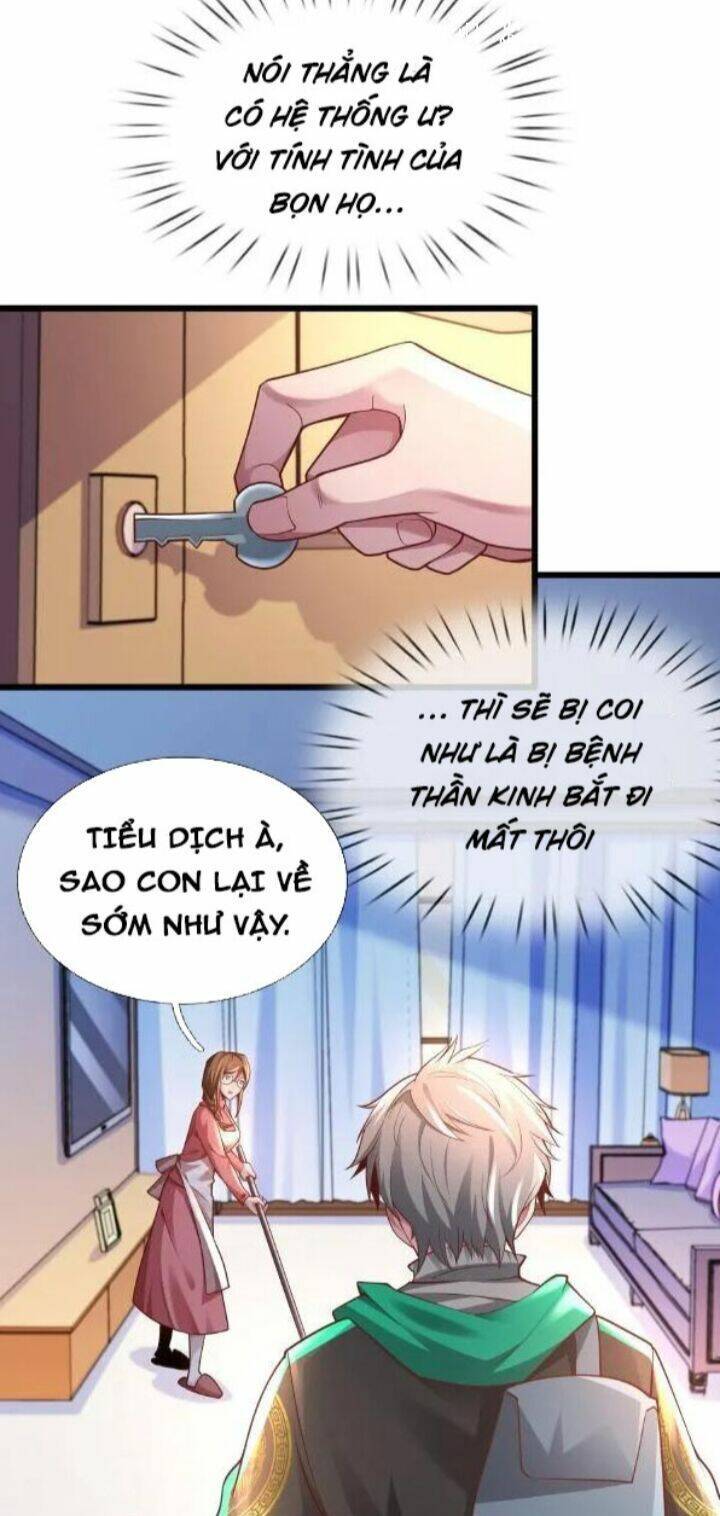 NÓI THẲNG LÀ
CÓ HỆ THỐNG Ư?
VỚI TÍNH TÌNH CỦA
BỌN HỌ...
... THÌ SẼ BỊ COI
NHƯ LÀ BỊ BỆNH
THẦN KINH BẮT ĐI
MẤT THÔI
TIỂU DỊCH À,
SAO CON LẠI VỀ
SỚM NHƯ VẬY.